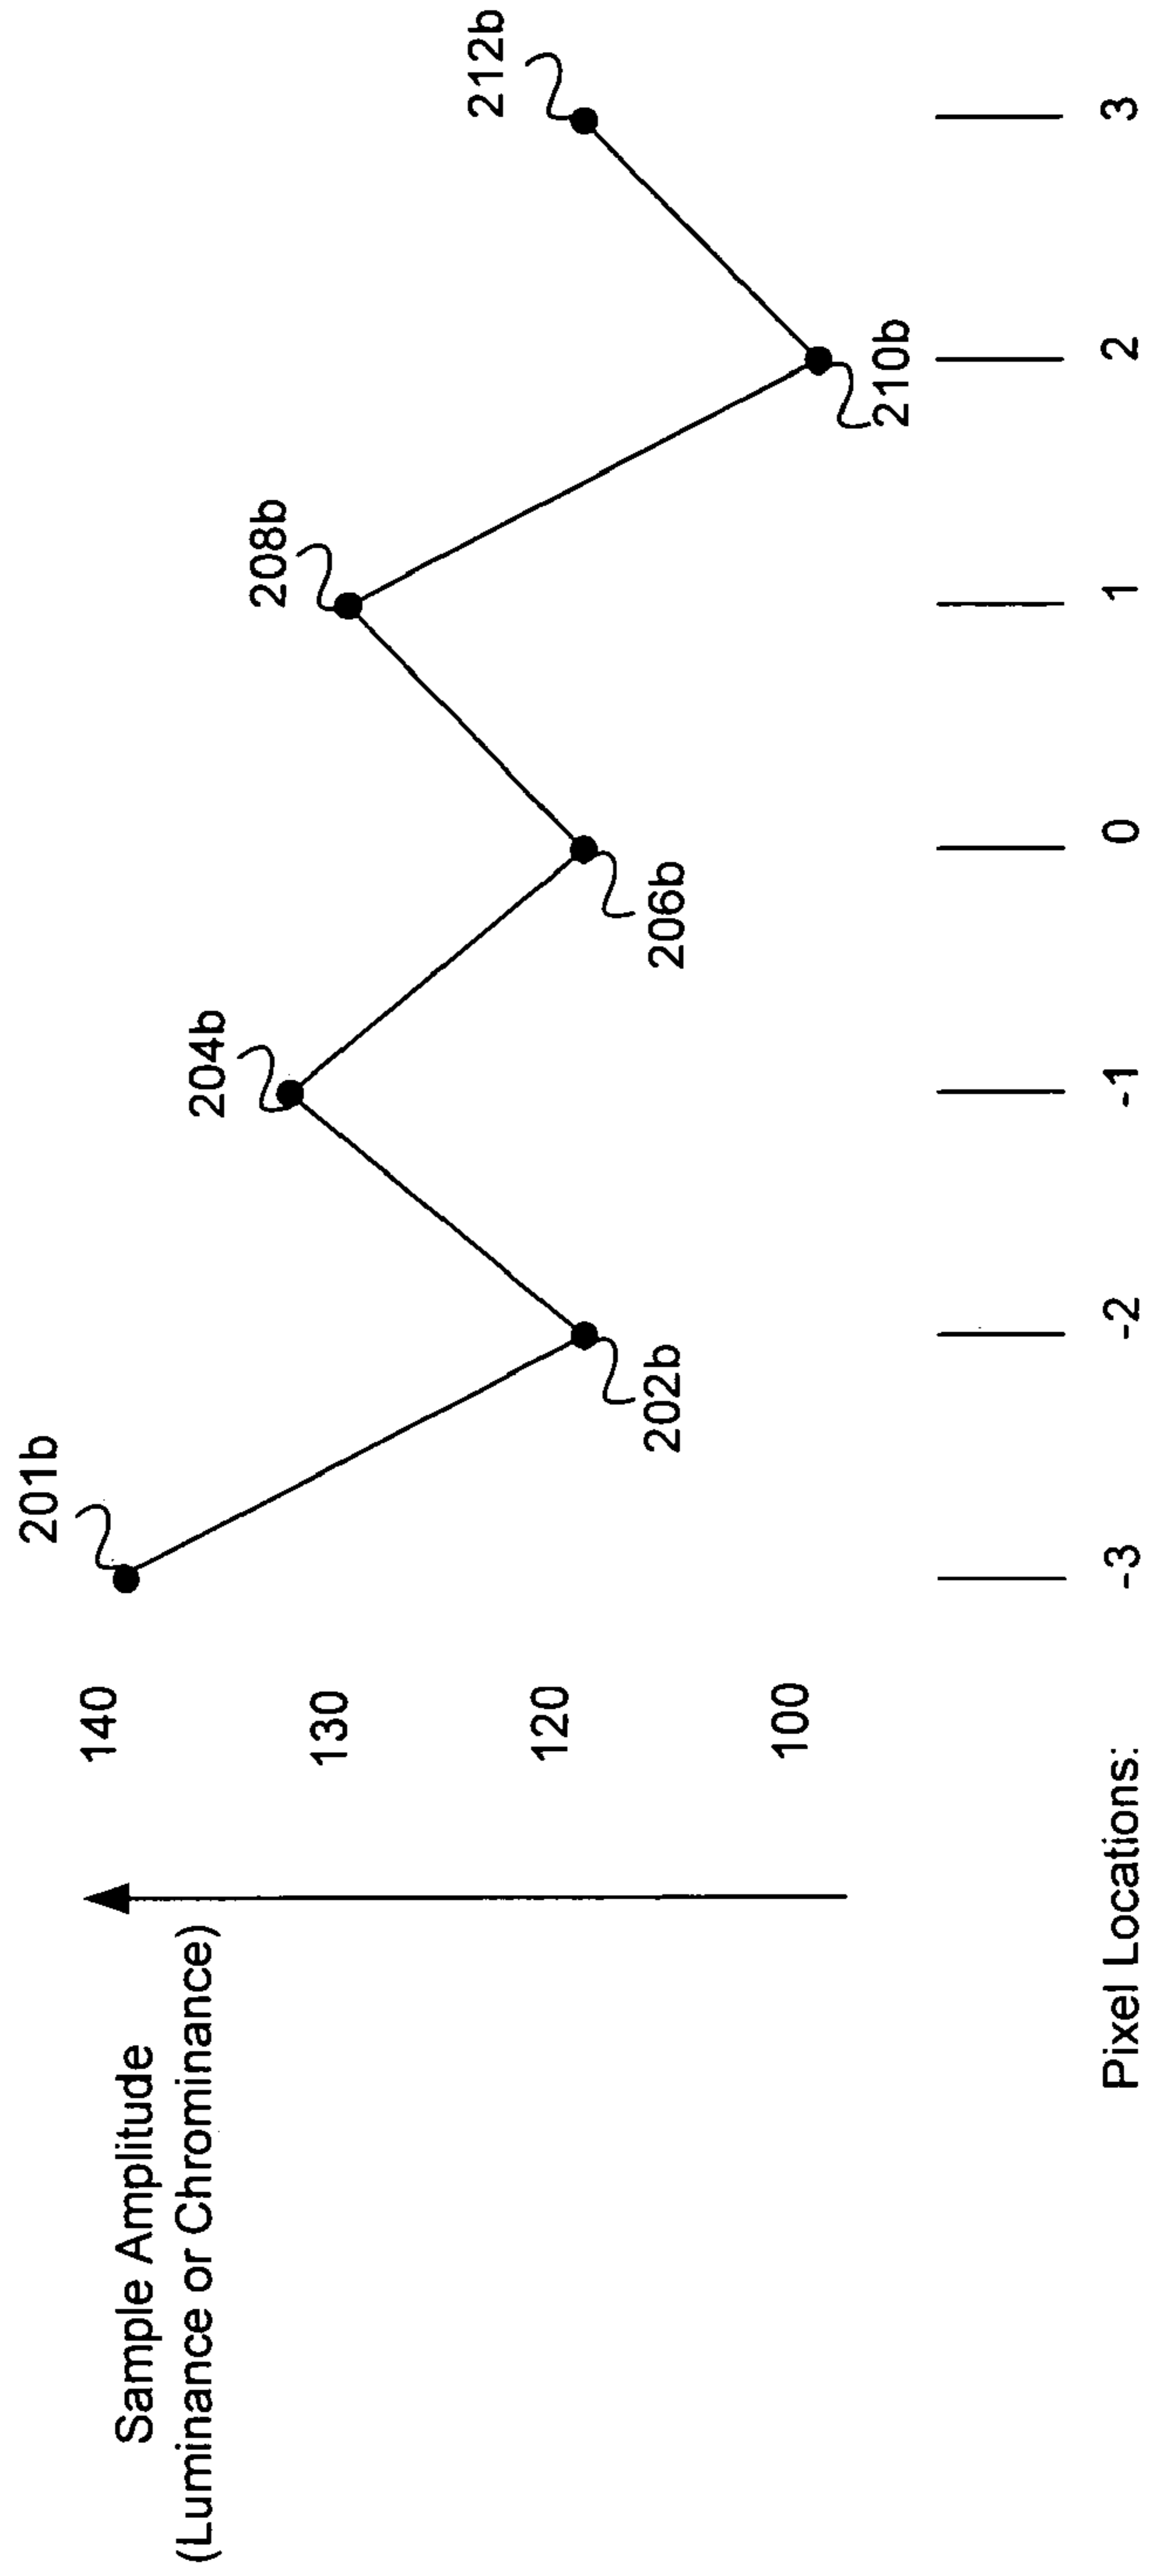 Sample Amplitude
(Luminance or Chrominance)
140
130
120
100
201b
202b
204b
206b
208b
210b
212b
Pixel Locations:
-3
-2
-1
0
1
2
3